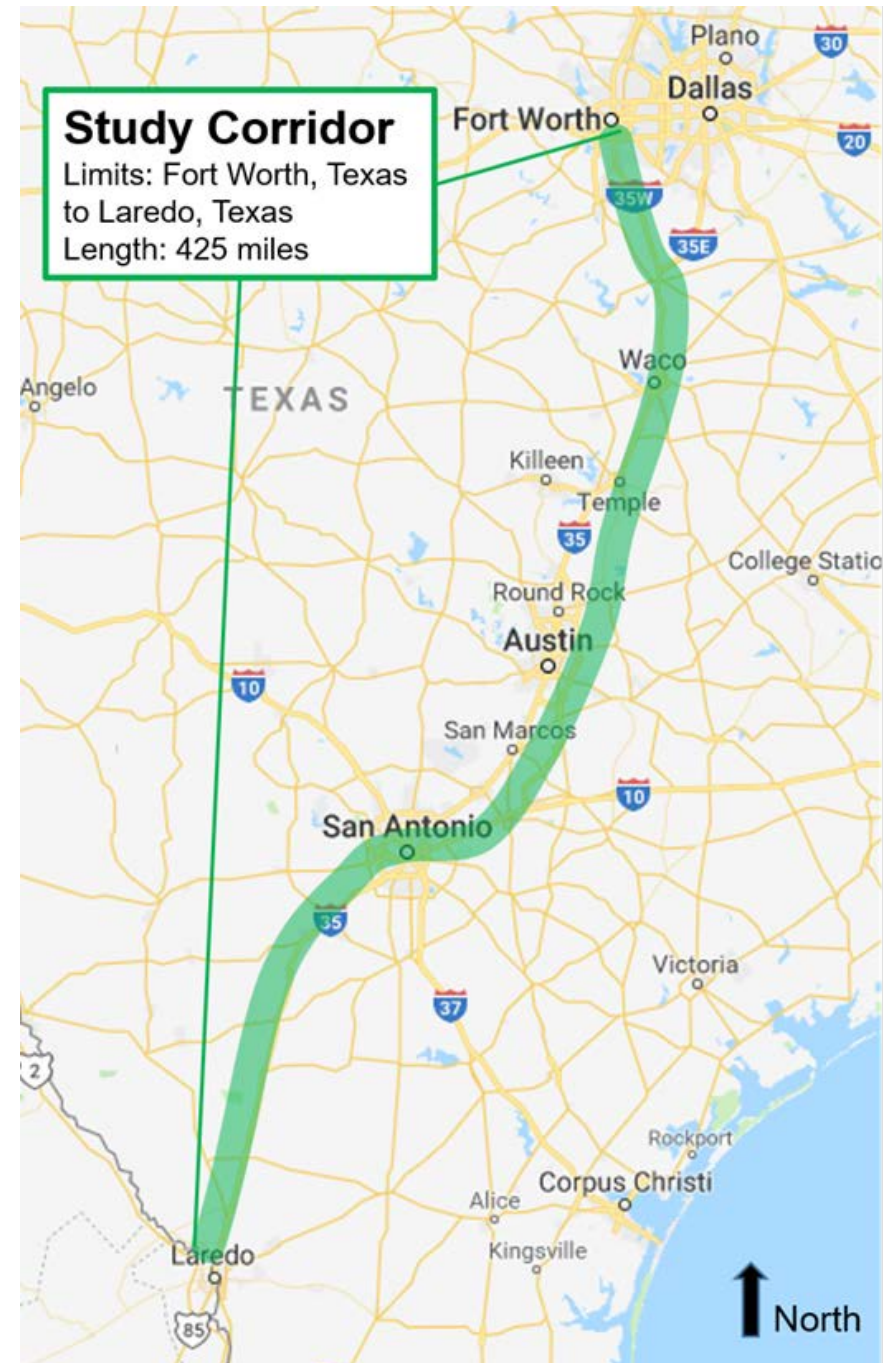 Plano
30
Dallas
Fort Worth
20
Study Corridor
Limits: Fort Worth, Texas
to Laredo, Texas
Length: 425 miles
35W
35E
Waco
Angelo
TEXAS
Killeen
Temple
35
College Statio
Round Rock
Austin
10
San Marcos
10
San Antonio
35
Victoria
37
2
Rockport
Corpus Christi
Alice
Kingsville
Laredo
85
North